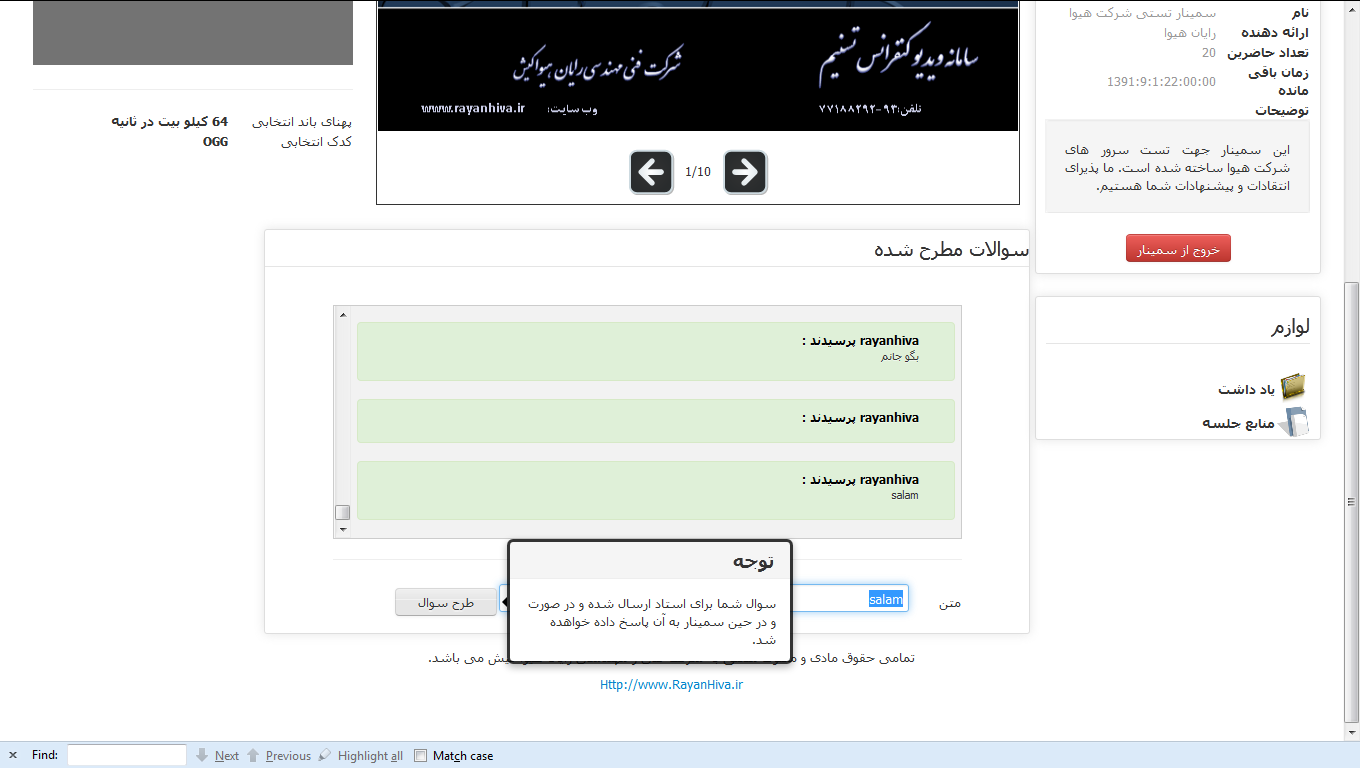 نام سمینار تستی شرکت هیوا
ارائه دهنده رایان هیوا
تعداد حاضرین 20
زمان باقی مانده 1391:9:1:22:00:00
توضیحات
این سمینار جهت تست سرور های
شرکت هیوا ساخته شده است. ما پذیرای
انتقادات و پیشنهادات شما هستیم.
خروج از سمینار
لوازم
یاد داشت
منابع جلسه
سامانه ویدیو کنفرانس تسنیم
شرکت فنی مهندسی رایان هیواکیش
تلفن:۹۳-۷۷۱۸۸۲۹۲
وب سایت: www.rayanhiva.ir
1/10
پهنای باند انتخابی 64 کیلو بیت در ثانیه
کدک انتخابی OGG
سوالات مطرح شده
rayanhiva پرسیدند :
بگو جانم
rayanhiva پرسیدند :
rayanhiva پرسیدند :
salam
متن salam طرح سوال
توجه
سوال شما برای استاد ارسال شده و در صورت
و در حین سمینار به آن پاسخ داده خواهده
شد.
تمامی حقوق مادی و می باشد.
Http://www.RayanHiva.ir
Find: Next Previous Highlight all Match case